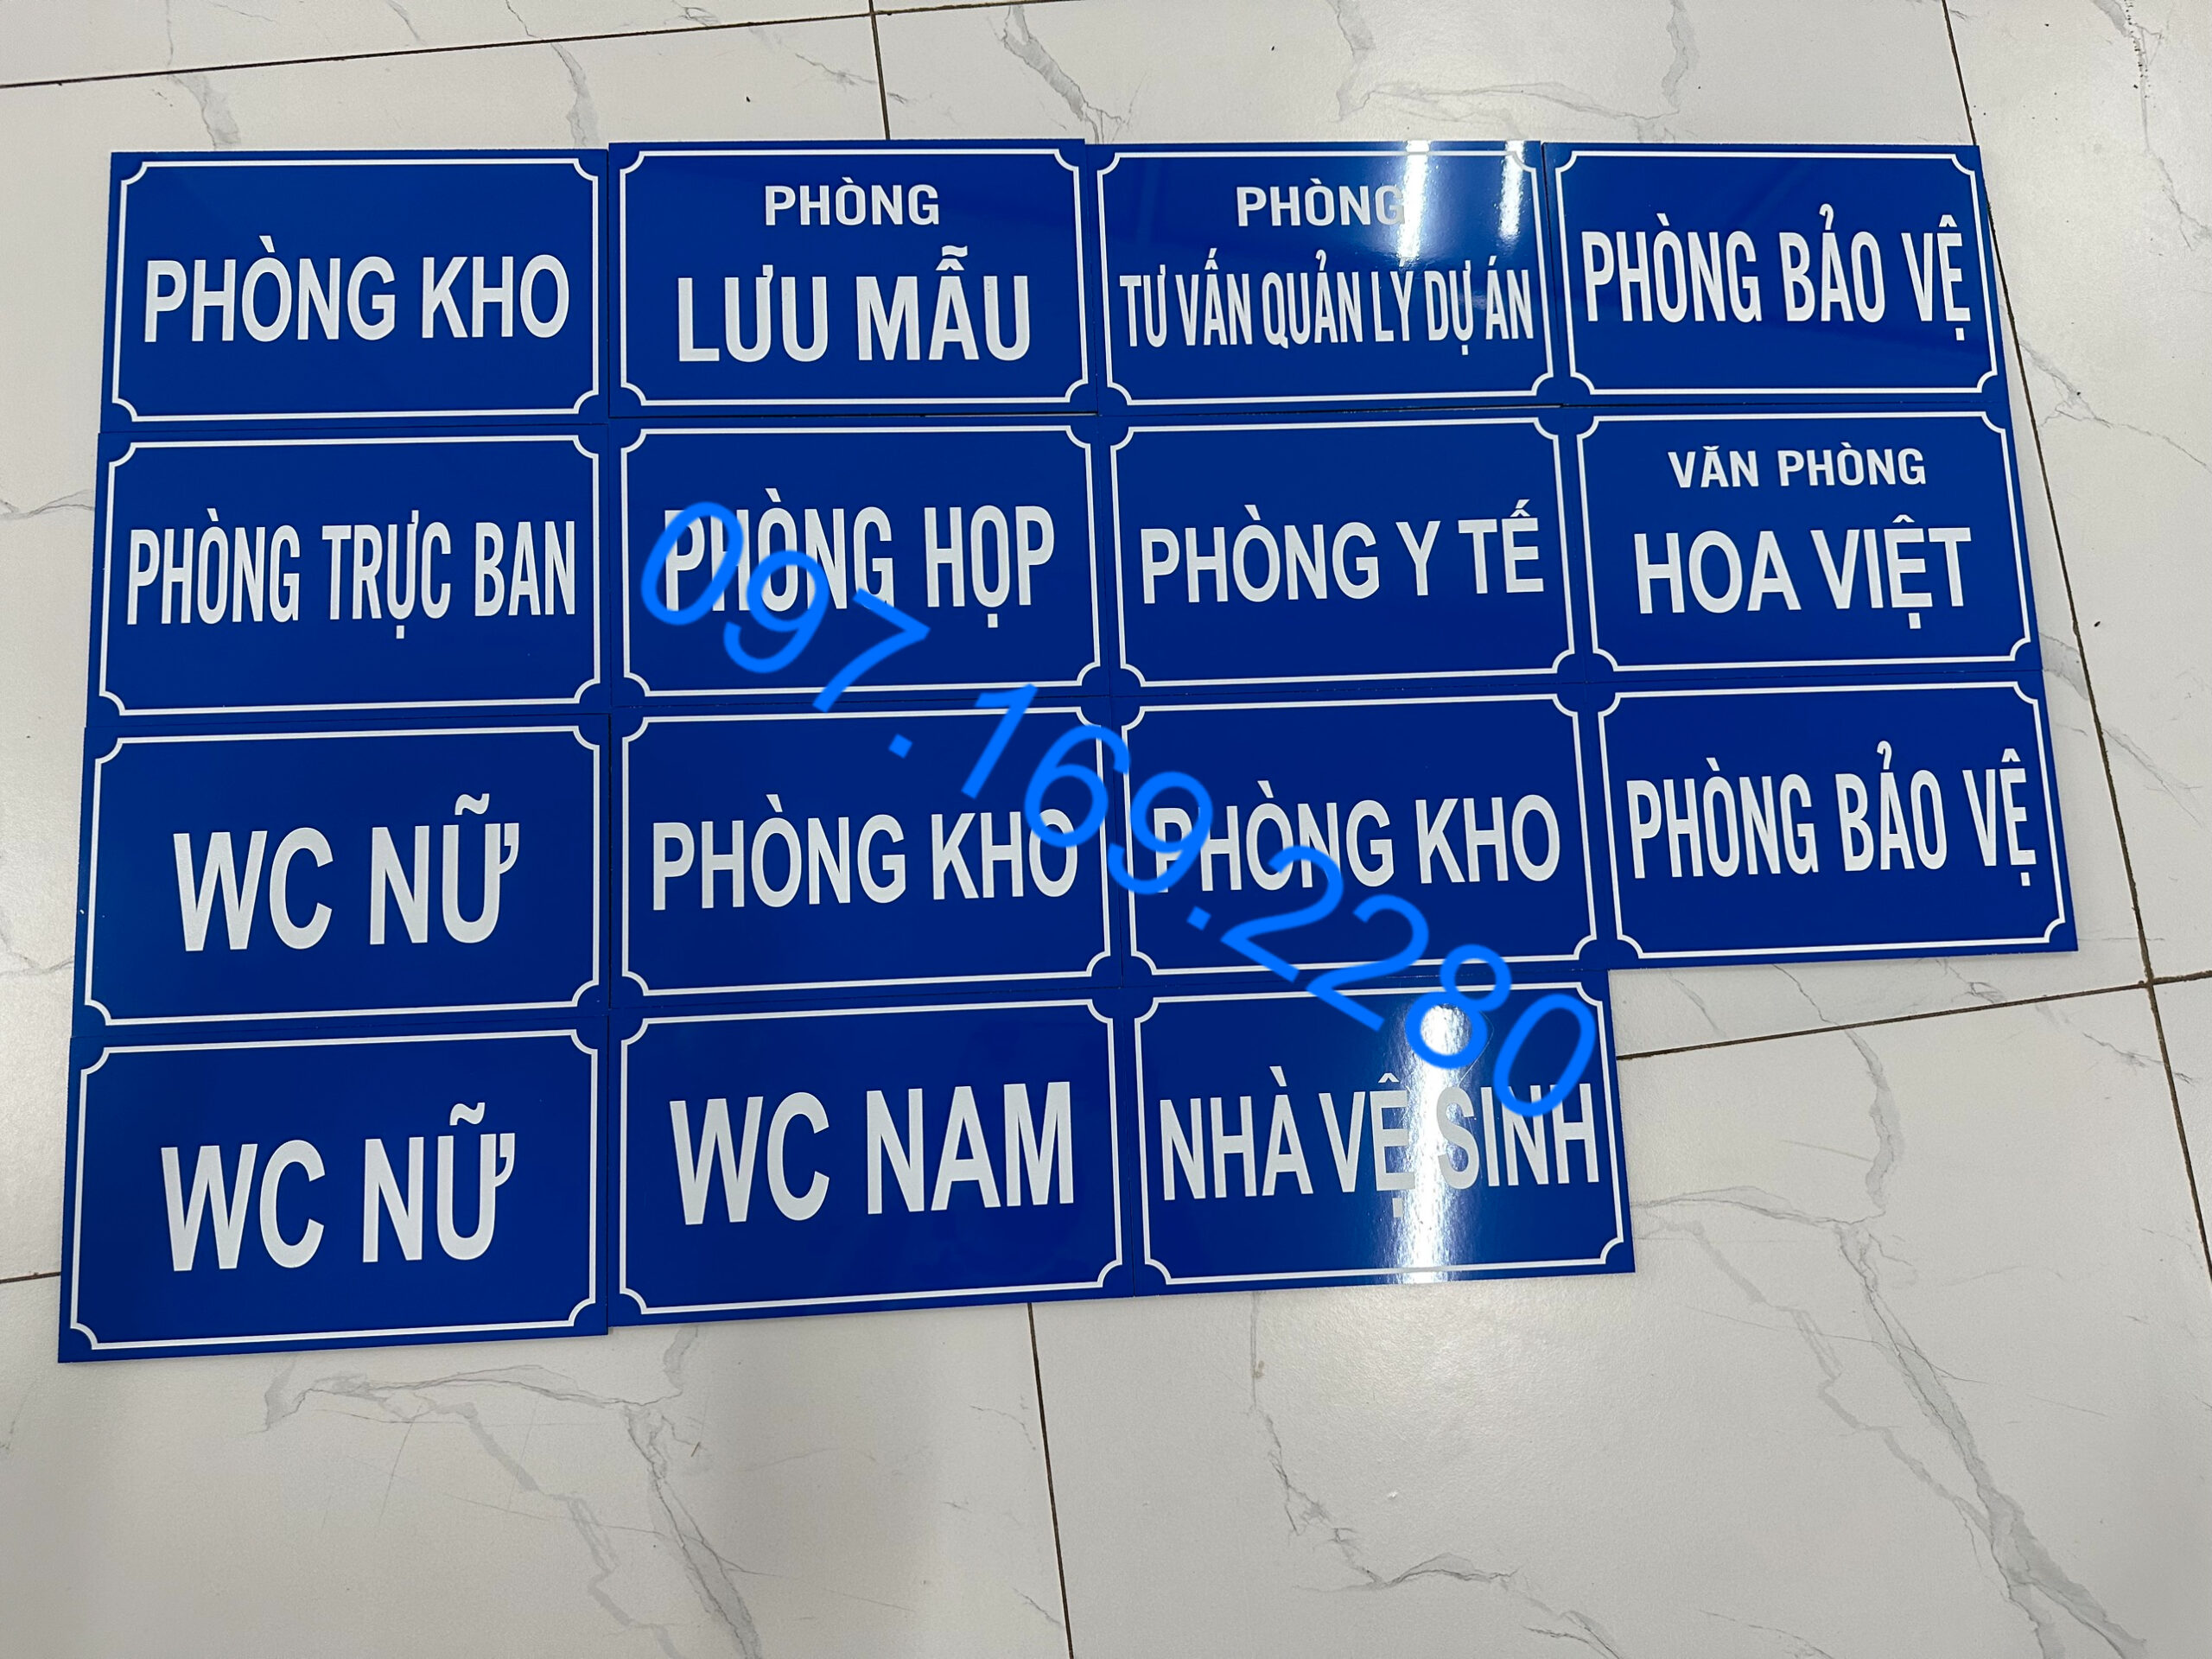 PHÒNG KHO
PHÒNG
LƯU MẪU
PHÒNG
TƯ VẤN QUẢN LÝ DỰ ÁN
PHÒNG BẢO VỆ
PHÒNG TRỰC BAN
PHÒNG HỌP
PHÒNG Y TẾ
VĂN PHÒNG
HOA VIỆT
WC NỮ
PHÒNG KHO
PHÒNG KHO
PHÒNG BẢO VỆ
WC NỮ
WC NAM
NHÀ VỆ SINH
097.169.2280